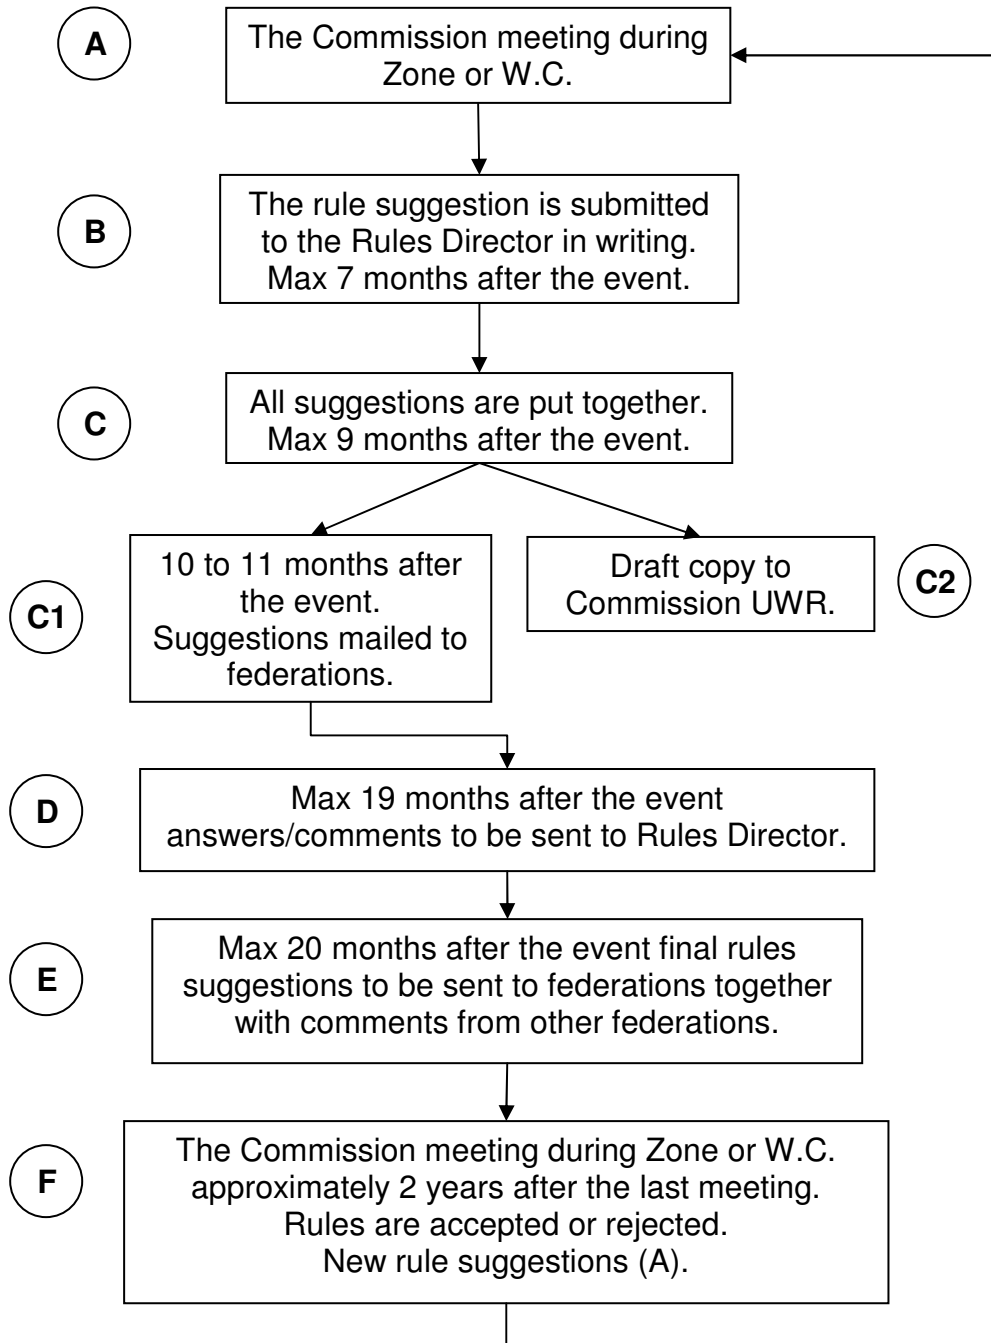 A
The Commission meeting during
Zone or W.C.
B
The rule suggestion is submitted
to the Rules Director in writing.
Max 7 months after the event.
C
All suggestions are put together.
Max 9 months after the event.
C1
10 to 11 months after
the event.
Suggestions mailed to
federations.
Draft copy to
Commission UWR.
C2
D
Max 19 months after the event
answers/comments to be sent to Rules Director.
E
Max 20 months after the event final rules
suggestions to be sent to federations together
with comments from other federations.
F
The Commission meeting during Zone or W.C.
approximately 2 years after the last meeting.
Rules are accepted or rejected.
New rule suggestions (A).